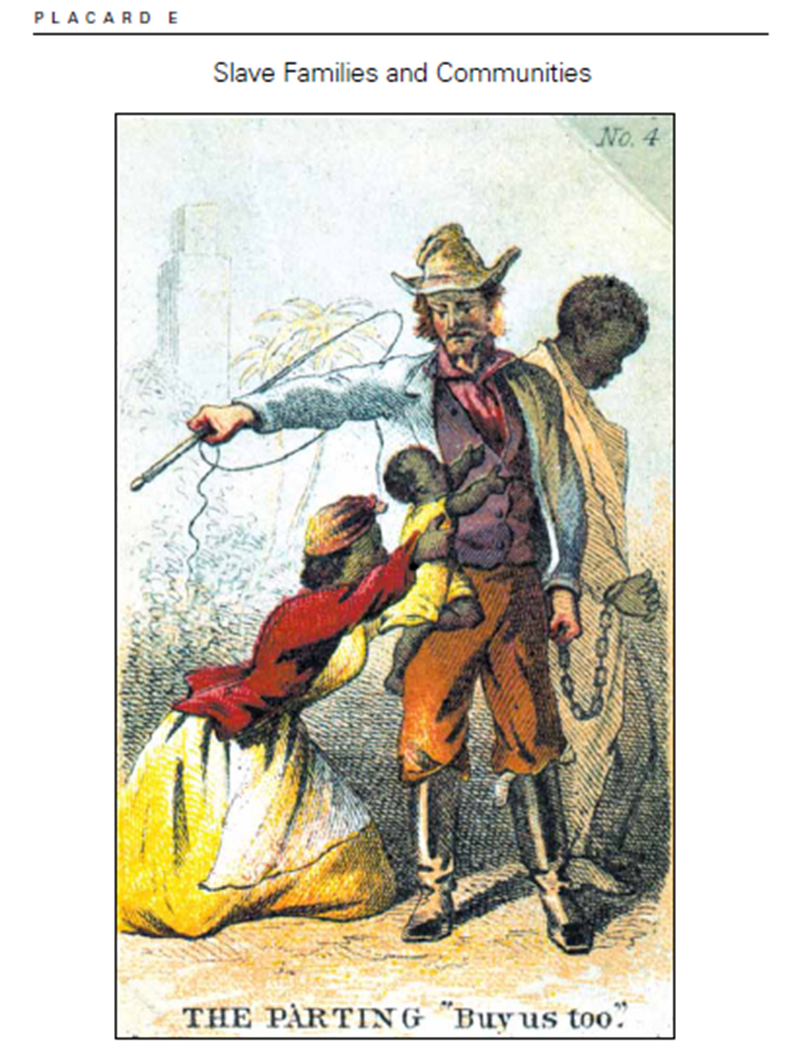 PLACARD E
Slave Families and Communities
No. 4
THE PARTING "Buy us too".